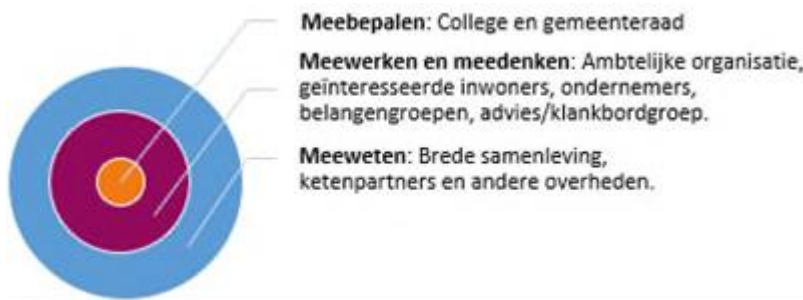 Meebepalen: College en gemeenteraad
Meewerken en meedenken: Ambtelijke organisatie,
geïnteresseerde inwoners, ondernemers,
belangengroepen, advies/klankbordgroep.
Meeweten: Brede samenleving,
ketenpartners en andere overheden.